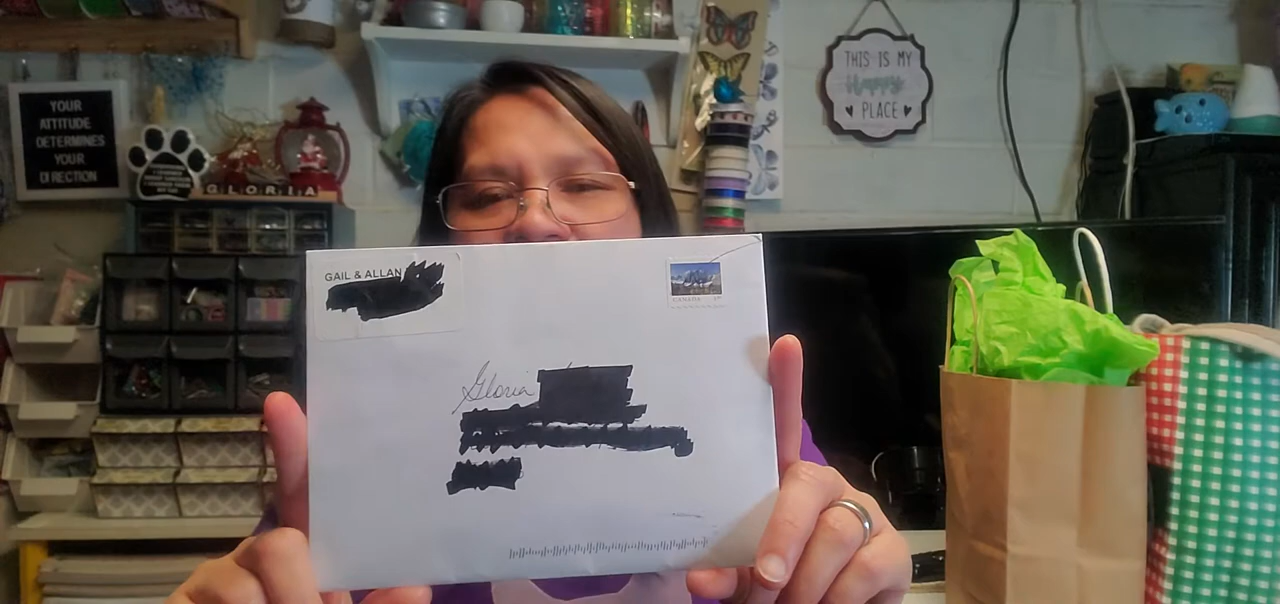 YOUR
ATTITUDE
DETERMINES
YOUR
DIRECTION
GLORIA
THIS IS MY
Happy
PLACE
GAIL & ALLAN
CANADA
Gloria